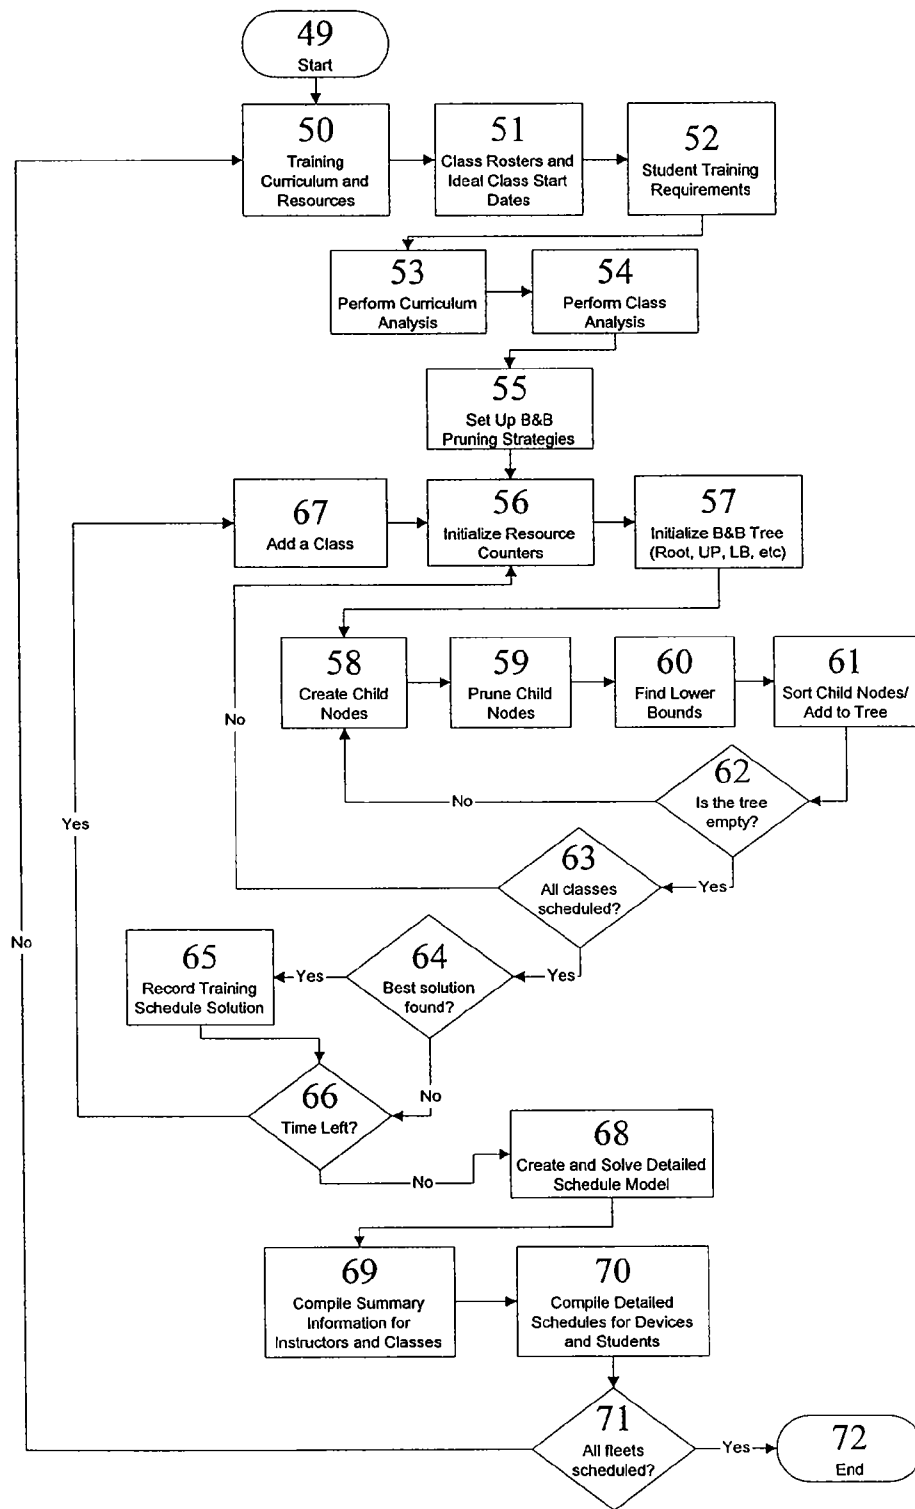 49
Start
50
Training
Curriculum and
Resources
51
Class Rosters and
Ideal Class Start
Dates
52
Student Training
Requirements
53
Perform Curriculum
Analysis
54
Perform Class
Analysis
55
Set Up B&B
Pruning Strategies
67
Add a Class
56
Initialize Resource
Counters
57
Initialize B&B Tree
(Root, UP, LB, etc)
58
Create Child
Nodes
59
Prune Child
Nodes
60
Find Lower
Bounds
61
Sort Child Nodes/
Add to Tree
No
62
Is the tree
empty?
No
Yes
63
All classes
scheduled?
Yes
No
65
Record Training
Schedule Solution
Yes
64
Best solution
found?
Yes
No
66
Time Left?
No
68
Create and Solve Detailed
Schedule Model
69
Compile Summary
Information for
Instructors and Classes
70
Compile Detailed
Schedules for Devices
and Students
71
All fleets
scheduled?
Yes
72
End